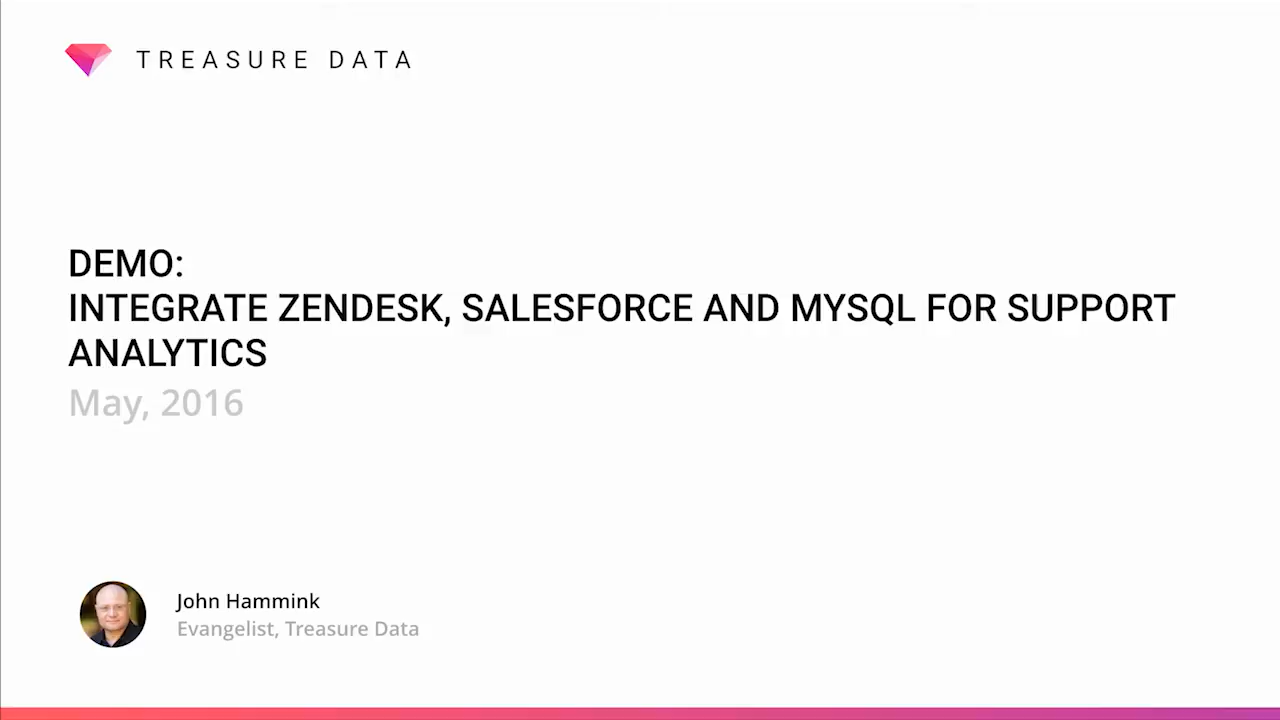 TREASURE DATA
DEMO:
INTEGRATE ZENDESK, SALESFORCE AND MYSQL FOR SUPPORT
ANALYTICS
May, 2016
John Hammink
Evangelist, Treasure Data